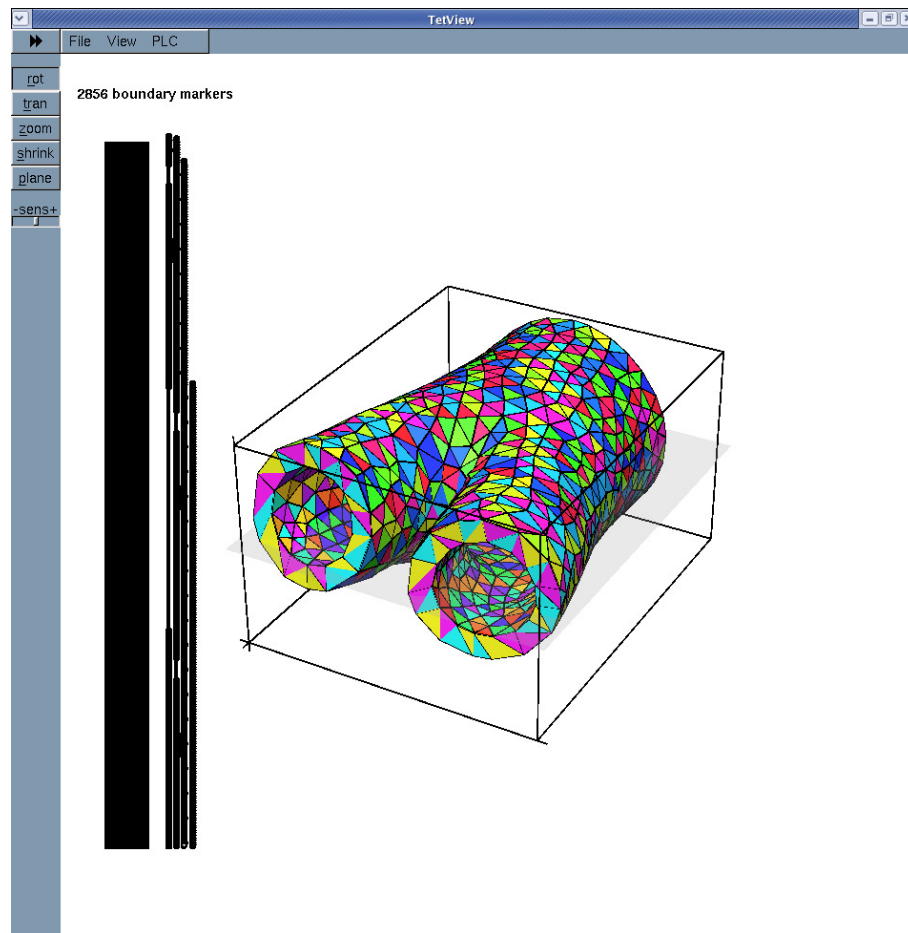 TetView
File View PLC
rot
tran
zoom
shrink
plane
-sens+
2856 boundary markers